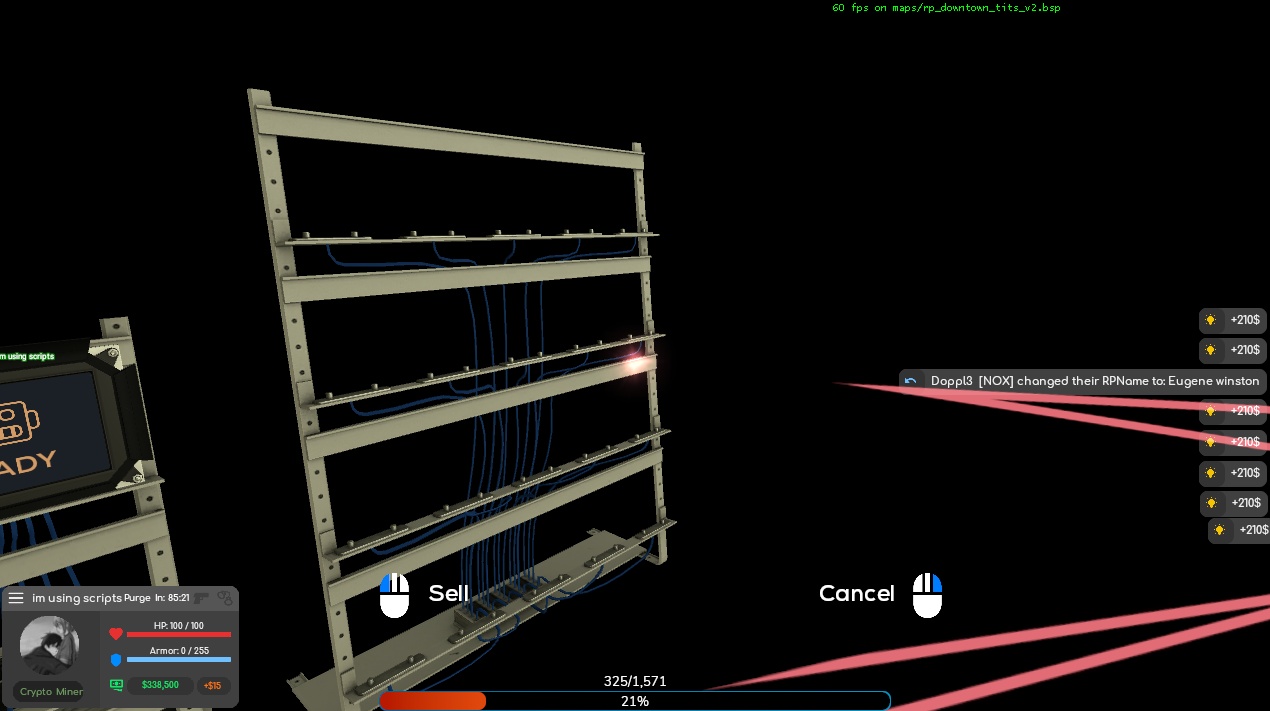 60 fps on maps/rp_downtown_tits_v2.bsp
+210$
+210$
Doppl3 [NOX] changed their RPName to: Eugene winston
+210$
+210$
+210$
+210$
+210$
m using scripts
ADY
Sell
Cancel
im using scripts Purge In: 85:21
HP: 100 / 100
Armor: 0 / 255
$338,500
+$15
Crypto Miner
325/1,571
21%